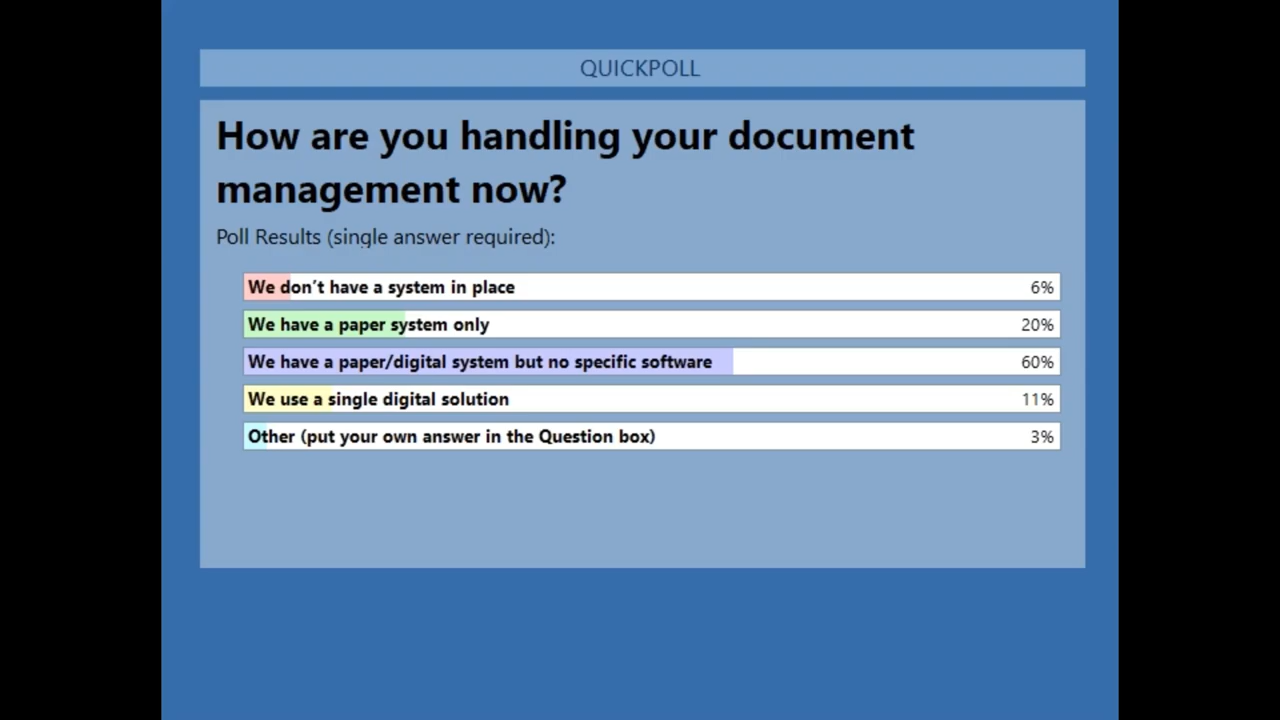 QUICKPOLL
How are you handling your document
management now?
Poll Results (single answer required):
We don’t have a system in place 6%
We have a paper system only 20%
We have a paper/digital system but no specific software 60%
We use a single digital solution 11%
Other (put your own answer in the Question box) 3%